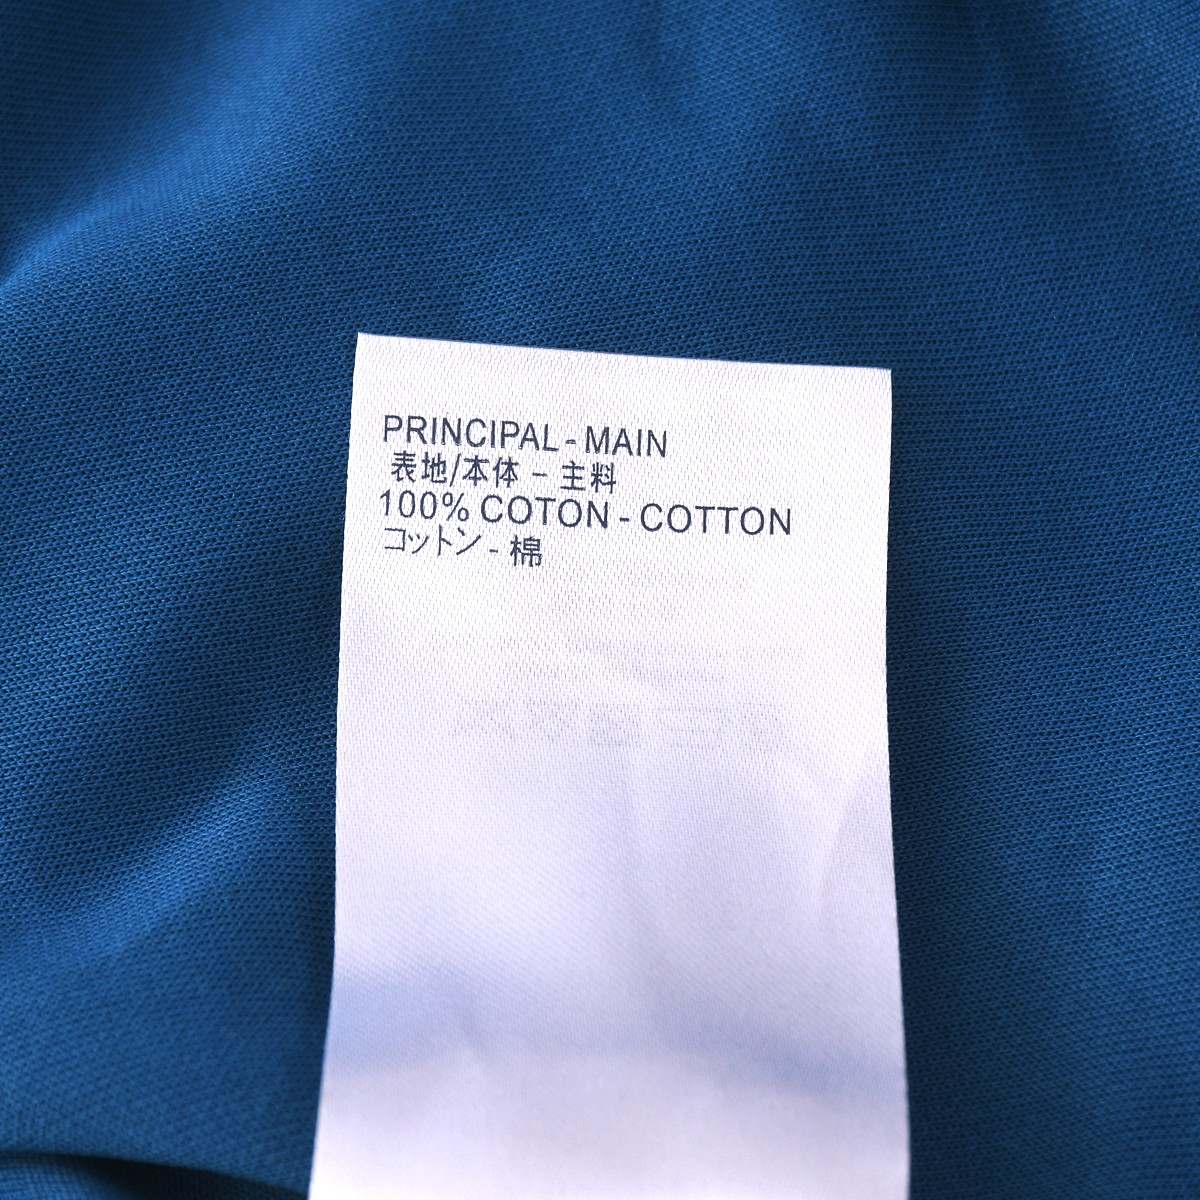 PRINCIPAL - MAIN
表地/本体 - 主料
100% COTON - COTTON
コットン - 棉